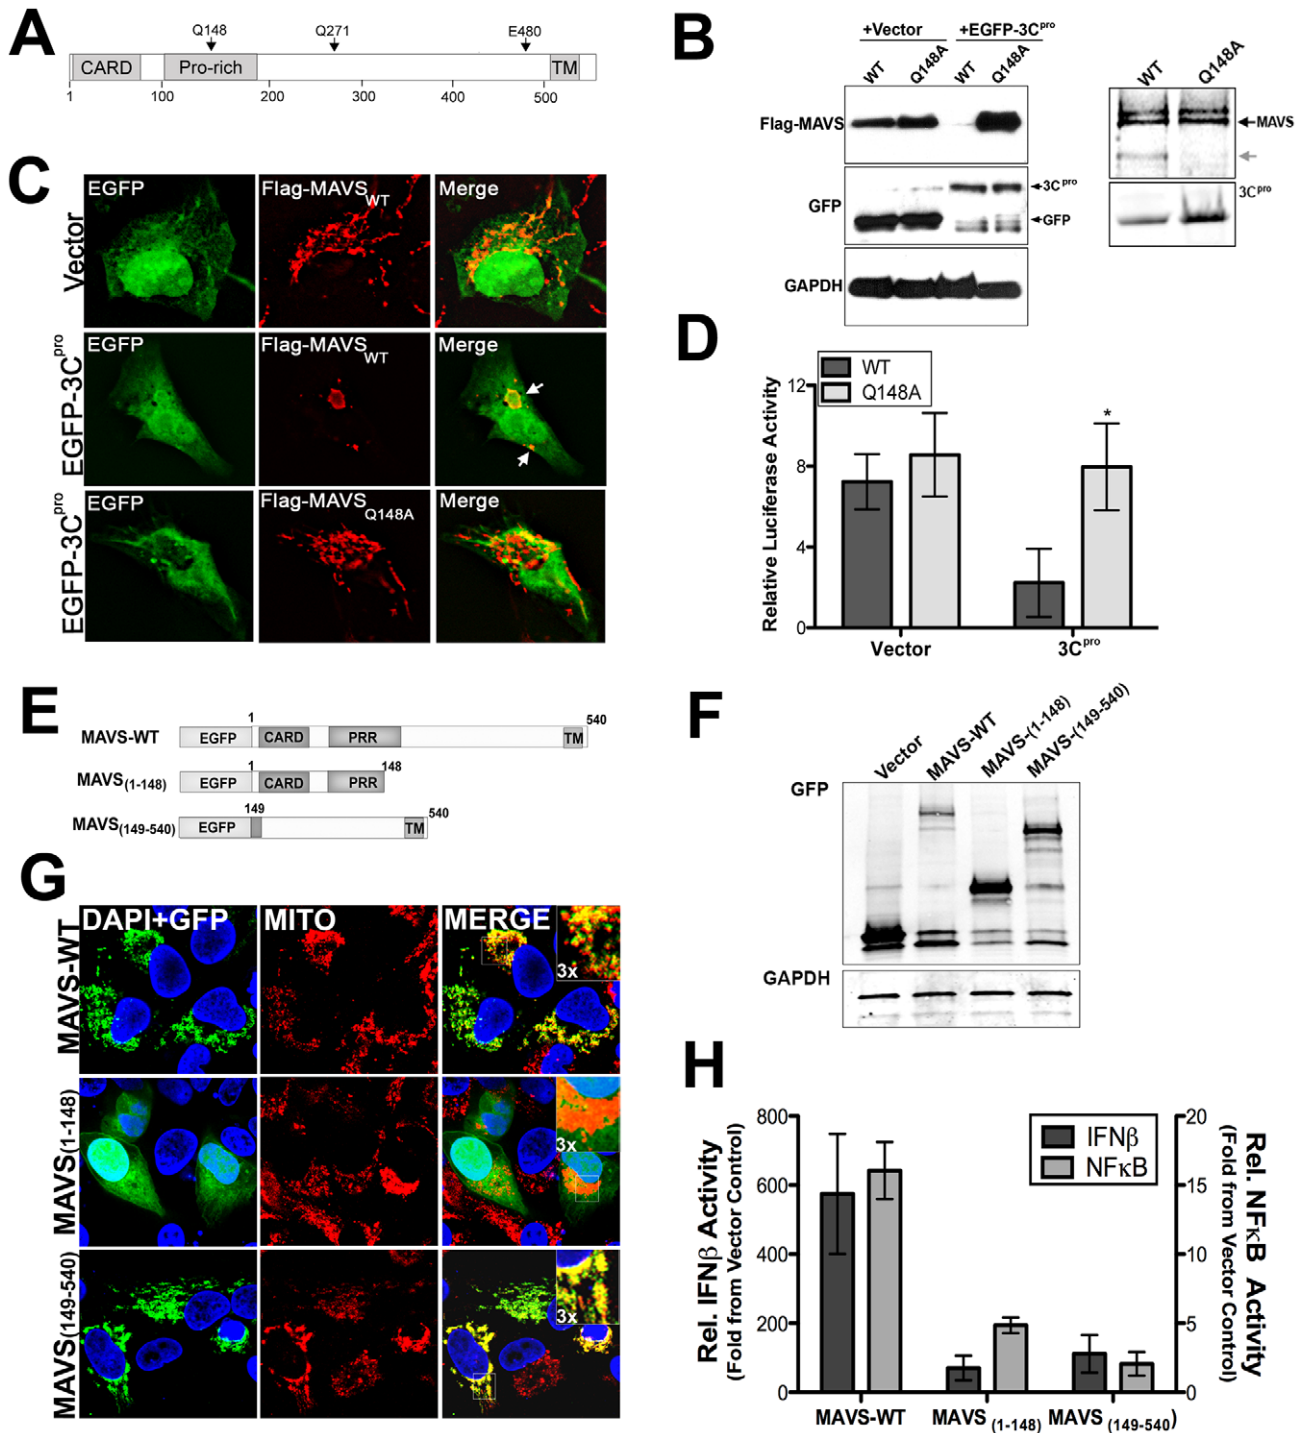 A
Q148 Q271 E480
CARD Pro-rich TM
1 100 200 300 400 500
B
+Vector +EGFP-3Cpro
WT Q148A WT Q148A
Flag-MAVS
GFP
3Cpro
GFP
GAPDH
WT Q148A
MAVS
3Cpro
C
Vector
EGFP Flag-MAVS WT Merge
EGFP-3Cpro
EGFP Flag-MAVS WT Merge
EGFP-3Cpro
EGFP Flag-MAVS Q148A Merge
D
WT
Q148A
Relative Luciferase Activity
12
8
4
0
*
Vector 3Cpro
E
1 540
MAVS-WT EGFP CARD PRR TM
1 148
MAVS(1-148) EGFP CARD PRR
149 540
MAVS(149-540) EGFP TM
F
Vector MAVS-WT MAVS-(1-148) MAVS-(149-540)
GFP
GAPDH
G
DAPI+GFP MITO MERGE
MAVS-WT
3x
MAVS(1-148)
3x
MAVS(149-540)
3x
H
Rel. IFNβ Activity
(Fold from Vector Control)
800
600
400
200
0
IFNβ
NFκB
20
15
10
5
0
Rel. NFκB Activity
(Fold from Vector Control)
MAVS-WT MAVS (1-148) MAVS (149-540)